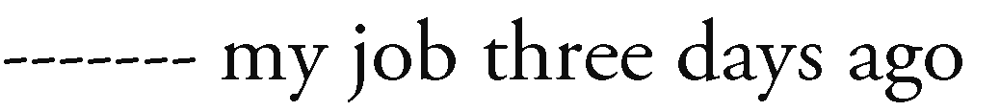 ------- my job three days ago